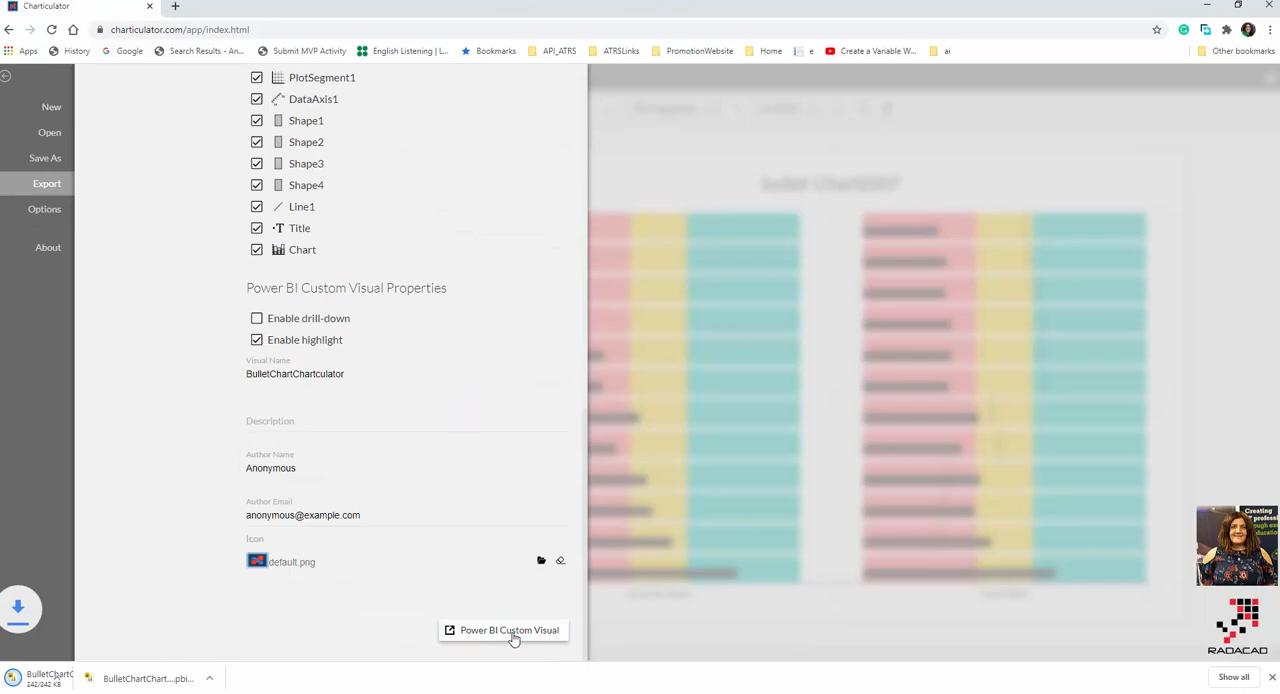 Charticulator
charticulator.com/app/index.html
Apps History Google Search Results - An... Submit MVP Activity English Listening | L... Bookmarks API_ATRS ATRSLinks PromotionWebsite Home e Create a Variable W... ai Other bookmarks
New
Open
Save As
Export
Options
About
PlotSegment1
DataAxis1
Shape1
Shape2
Shape3
Shape4
Line1
Title
Chart
Power BI Custom Visual Properties
Enable drill-down
Enable highlight
Visual Name
BulletChartChartculator
Description
Author Name
Anonymous
Author Email
anonymous@example.com
Icon
default.png
Power BI Custom Visual
RADACAD
BulletChartC
242/242 KB
BulletChartChart....pbi...
Show all